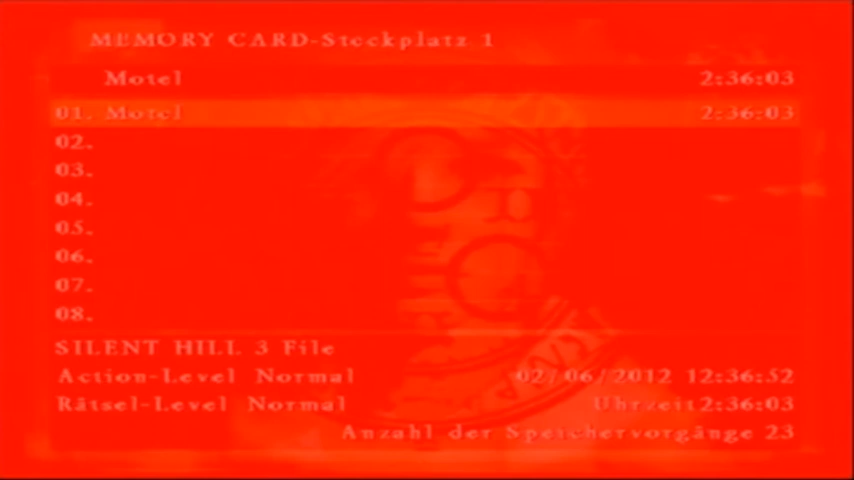 MEMORY CARD-Steckplatz 1
Motel 2:36:03
01. Motel 2:36:03
02.
03.
04.
05.
06.
07.
08.
SILENT HILL 3 File
Action-Level Normal 02/06/2012 12:36:52
Rätsel-Level Normal Uhrzeit2:36:03
Anzahl der Speichervorgänge 23